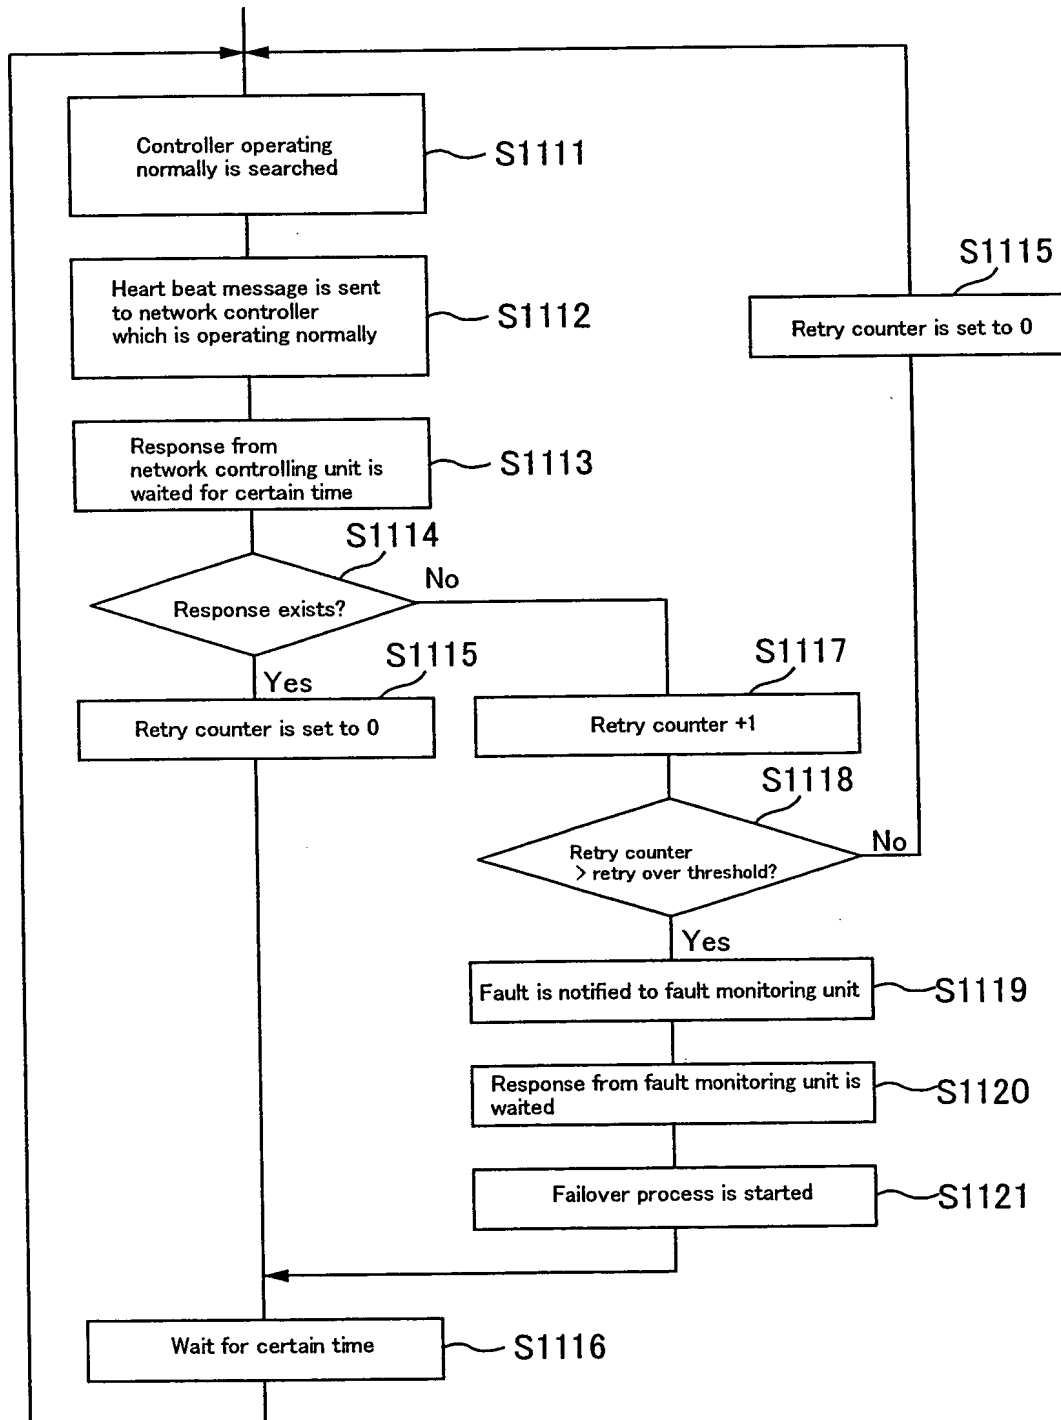 Controller operating
normally is searched
S1111
Heart beat message is sent
to network controller
which is operating normally
S1112
S1115
Retry counter is set to 0
Response from
network controlling unit is
waited for certain time
S1113
S1114
Response exists?
No
Yes
S1115
Retry counter is set to 0
S1117
Retry counter +1
S1118
Retry counter
> retry over threshold?
No
Yes
Fault is notified to fault monitoring unit
S1119
Response from fault monitoring unit is
waited
S1120
Failover process is started
S1121
Wait for certain time
S1116